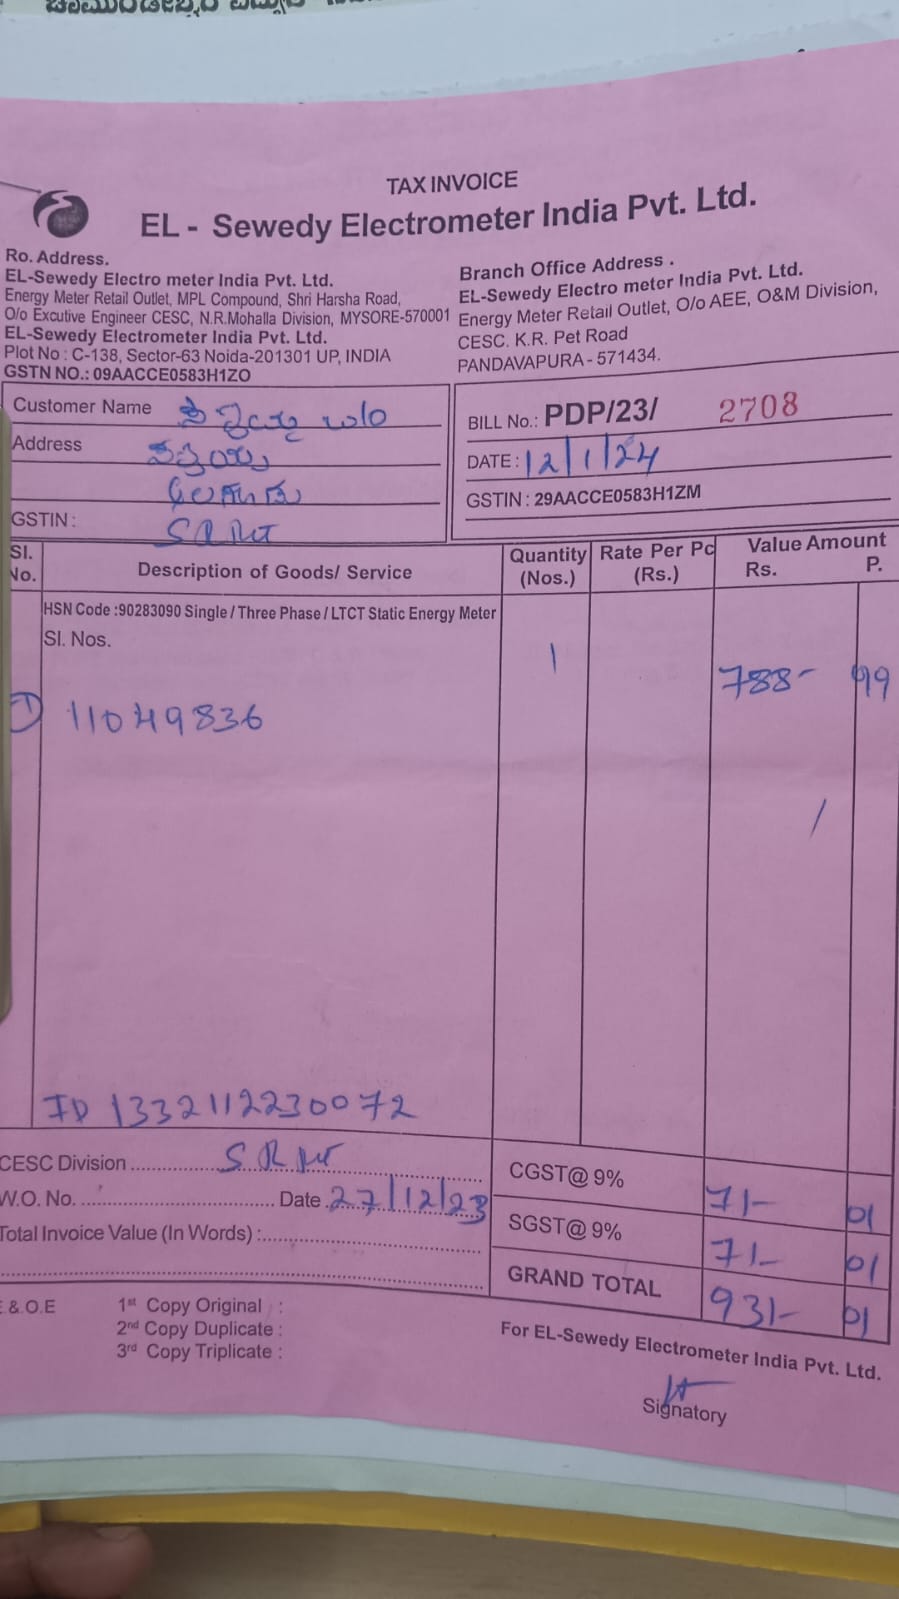 TAX INVOICE
EL - Sewedy Electrometer India Pvt. Ltd.
Ro. Address.
EL-Sewedy Electro meter India Pvt. Ltd.
Energy Meter Retail Outlet, MPL Compound, Shri Harsha Road,
O/o Excutive Engineer CESC, N.R.Mohalla Division, MYSORE-570001
EL-Sewedy Electrometer India Pvt. Ltd.
Plot No : C-138, Sector-63 Noida-201301 UP, INDIA
GSTN NO.: 09AACCE0583H1ZO
Branch Office Address .
EL-Sewedy Electro meter India Pvt. Ltd.
Energy Meter Retail Outlet, O/o AEE, O&M Division,
CESC. K.R. Pet Road
PANDAVAPURA - 571434.
Customer Name
Address
GSTIN :
BILL No.: PDP/23/ 2708
DATE : 12/1/24
GSTIN : 29AACCE0583H1ZM
Sl. No. Description of Goods/ Service Quantity (Nos.) Rate Per Pc (Rs.) Value Amount Rs. P.
HSN Code :90283090 Single / Three Phase / LTCT Static Energy Meter
Sl. Nos.
1 788- 99
1 11049836
ID 1332112230072
CESC Division
W.O. No. Date 27/12/23
Total Invoice Value (In Words) :
CGST@ 9% 71- 01
SGST@ 9% 71- 01
GRAND TOTAL 931- 01
E.&.O.E
1st Copy Original :
2nd Copy Duplicate :
3rd Copy Triplicate :
For EL-Sewedy Electrometer India Pvt. Ltd.
Signatory